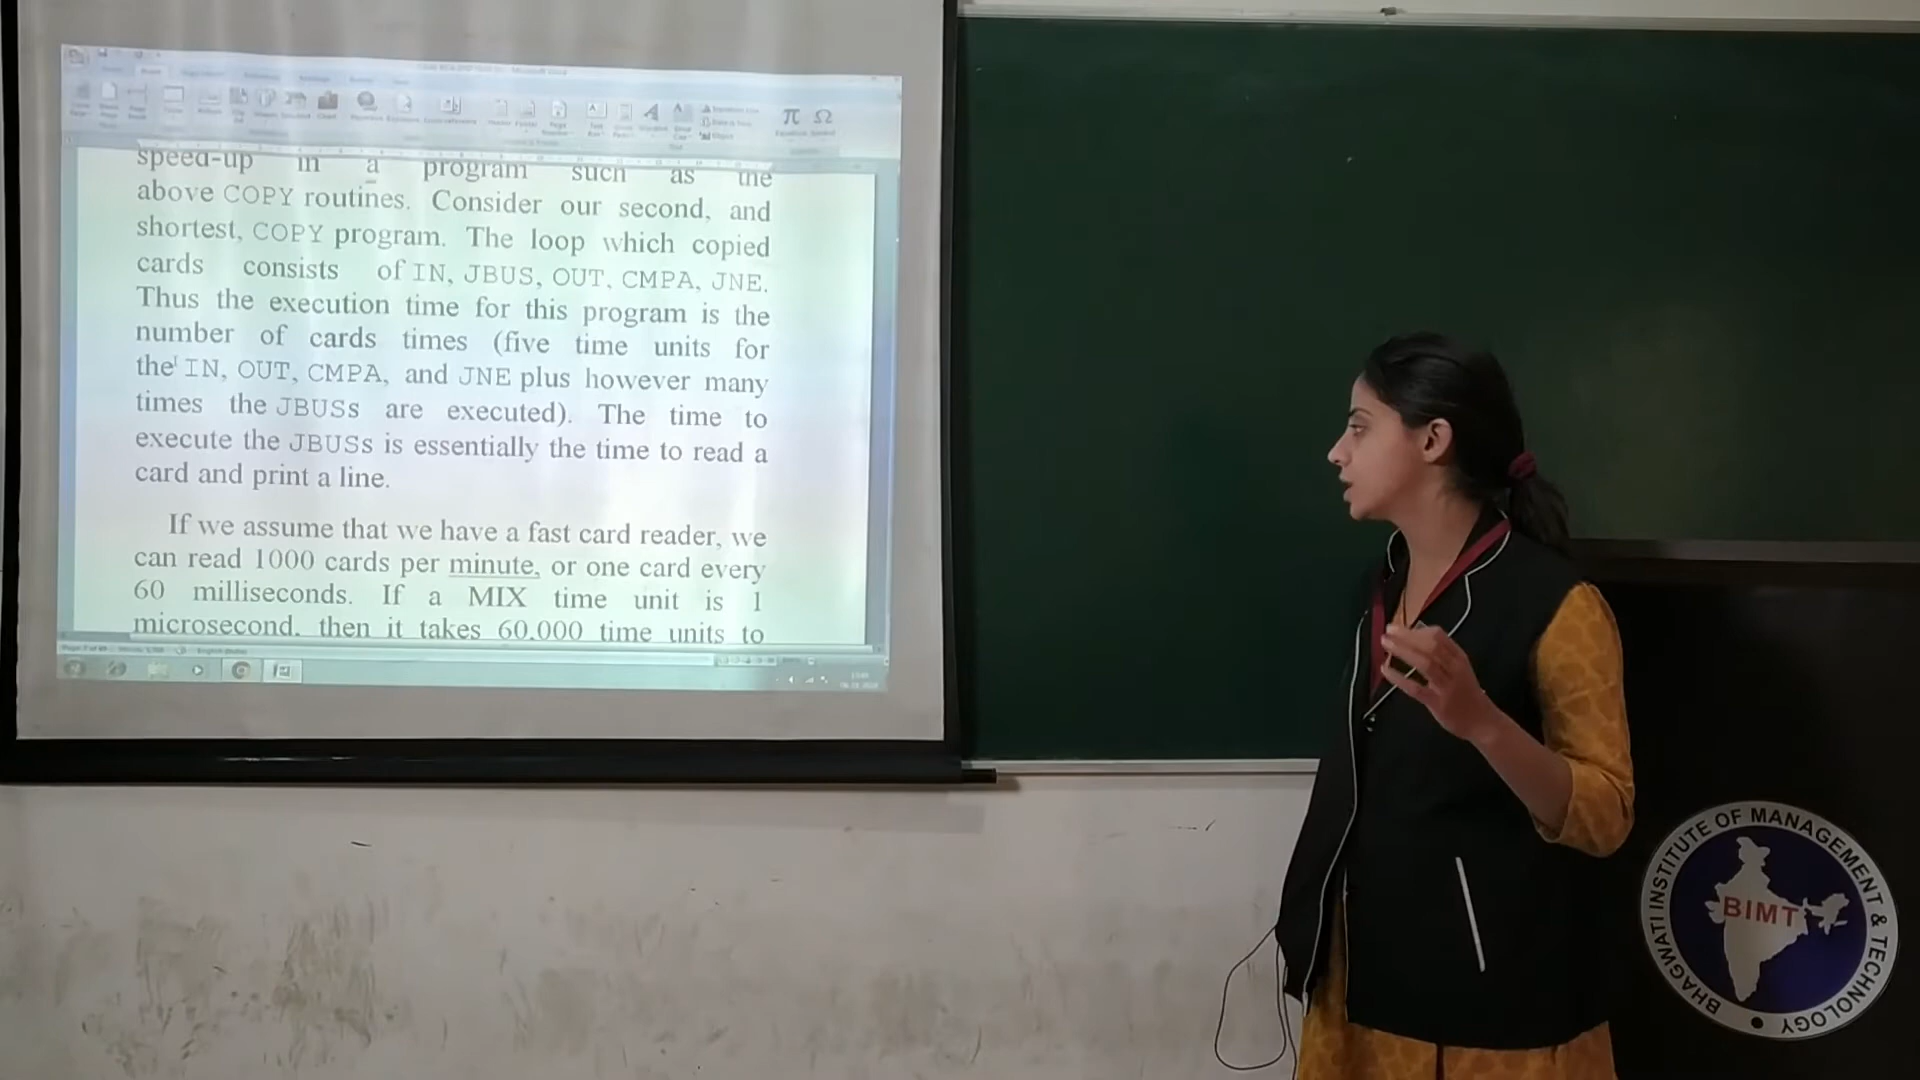 speed-up in a program such as the
above COPY routines. Consider our second, and
shortest, COPY program. The loop which copied
cards consists of IN, JBUS, OUT, CMPA, JNE.
Thus the execution time for this program is the
number of cards times (five time units for
the IN, OUT, CMPA, and JNE plus however many
times the JBUSs are executed). The time to
execute the JBUSs is essentially the time to read a
card and print a line.
If we assume that we have a fast card reader, we
can read 1000 cards per minute, or one card every
60 milliseconds. If a MIX time unit is 1
microsecond, then it takes 60,000 time units to
π Ω
BHAGWATI INSTITUTE OF MANAGEMENT & TECHNOLOGY
BIMT